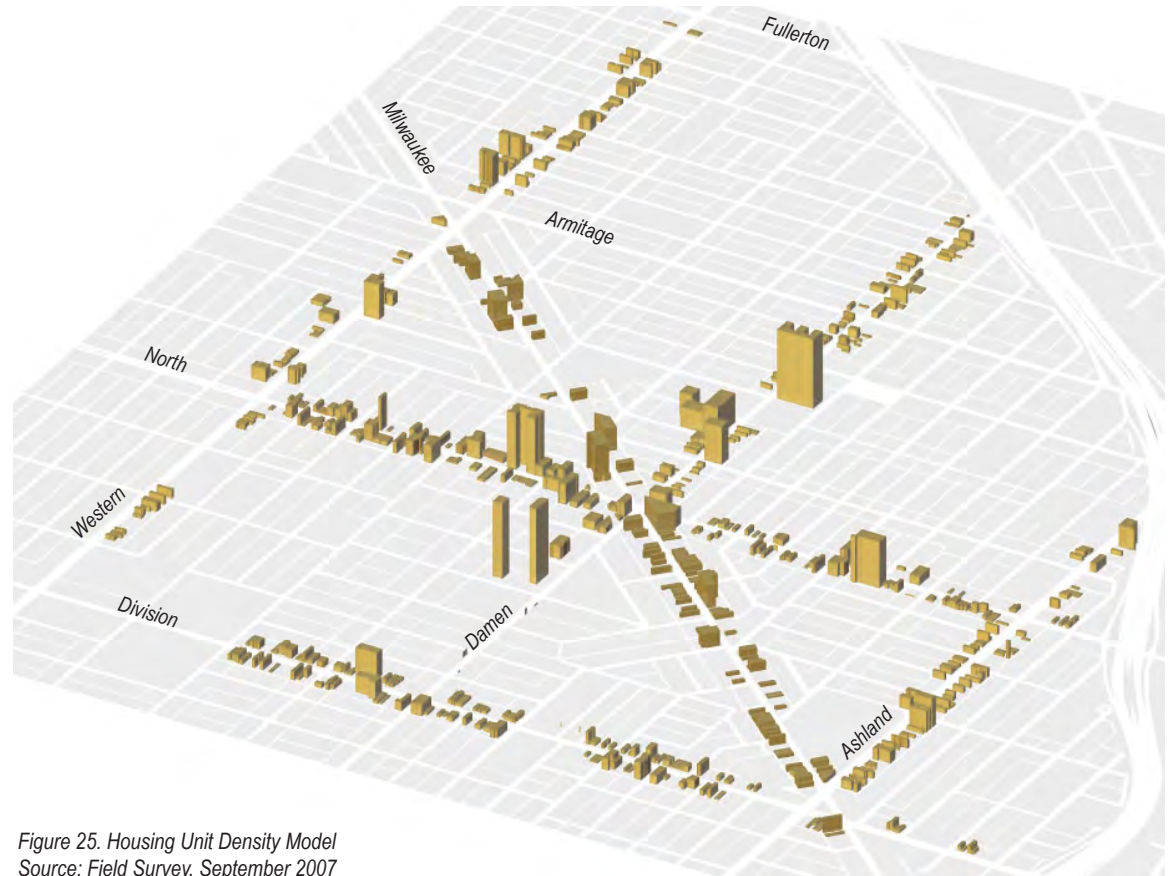 Fullerton
Milwaukee
Armitage
North
Western
Division
Damen
Ashland
Figure 25. Housing Unit Density Model
Source: Field Survey, September 2007